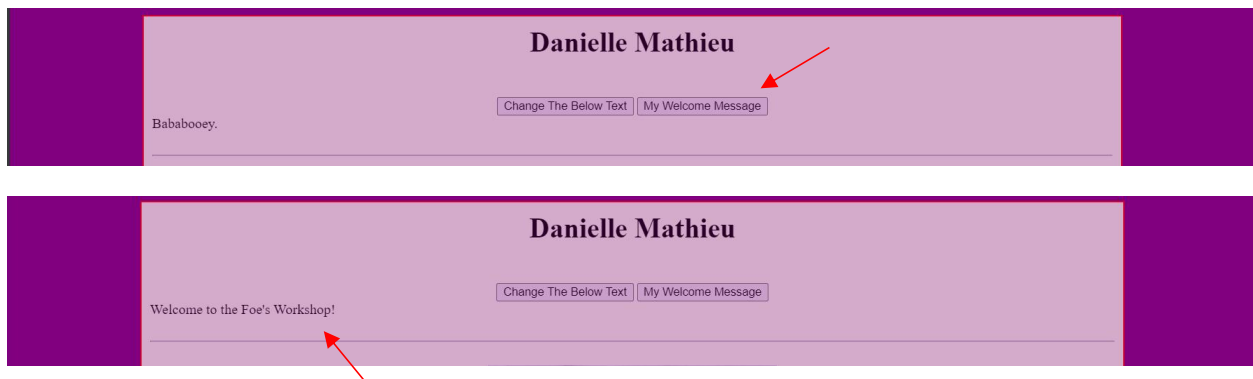 Danielle Mathieu
Change The Below Text My Welcome Message
Bababooey.
Danielle Mathieu
Change The Below Text My Welcome Message
Welcome to the Foe's Workshop!